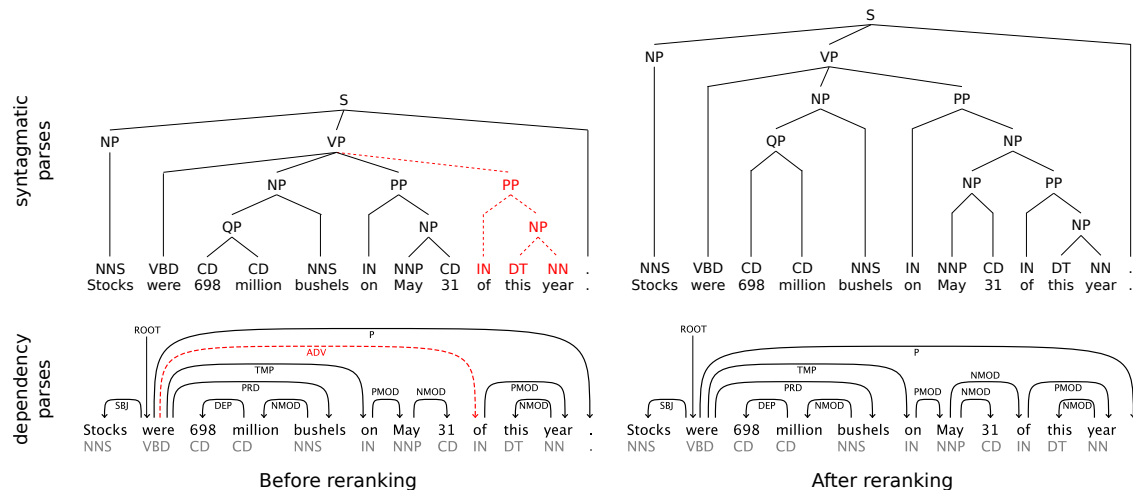 syntagmatic
parses
S
NP VP
NP PP PP
QP NP NP
NNS VBD CD CD NNS IN NNP CD IN DT NN .
Stocks were 698 million bushels on May 31 of this year .
S
NP VP
NP PP
QP NP
NP PP
NP
NNS VBD CD CD NNS IN NNP CD IN DT NN .
Stocks were 698 million bushels on May 31 of this year .
dependency
parses
ROOT
P
ADV
TMP
PRD PMOD NMOD PMOD
SBJ DEP NMOD NMOD
Stocks were 698 million bushels on May 31 of this year .
NNS VBD CD CD NNS IN NNP CD IN DT NN .
Before reranking
ROOT
P
TMP NMOD
PRD PMOD NMOD PMOD
SBJ DEP NMOD NMOD
Stocks were 698 million bushels on May 31 of this year .
NNS VBD CD CD NNS IN NNP CD IN DT NN .
After reranking